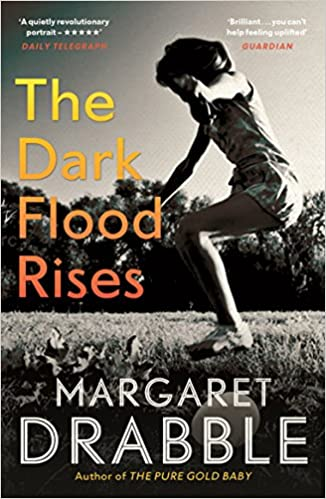 ‘A quietly revolutionary
portrait – ★★★★★’
DAILY TELEGRAPH
‘Brilliant . . . you can’t
help feeling uplifted’
GUARDIAN
The
Dark
Flood
Rises
MARGARET
DRABBLE
Author of THE PURE GOLD BABY